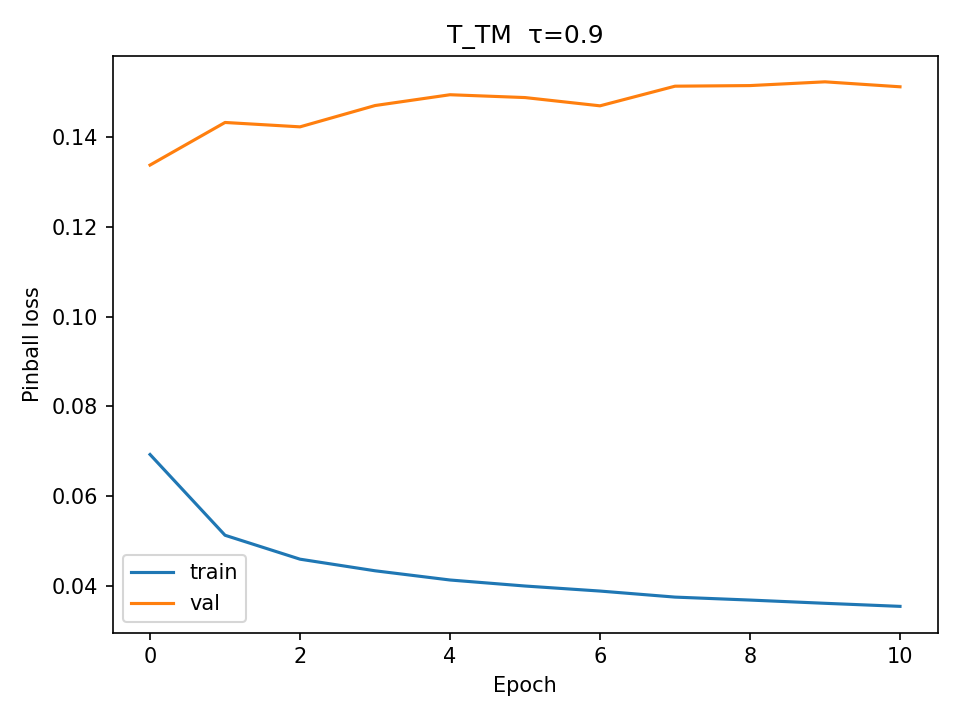 T_TM τ=0.9
Pinball loss
0.14
0.12
0.10
0.08
0.06
0.04
train
val
0 2 4 6 8 10
Epoch